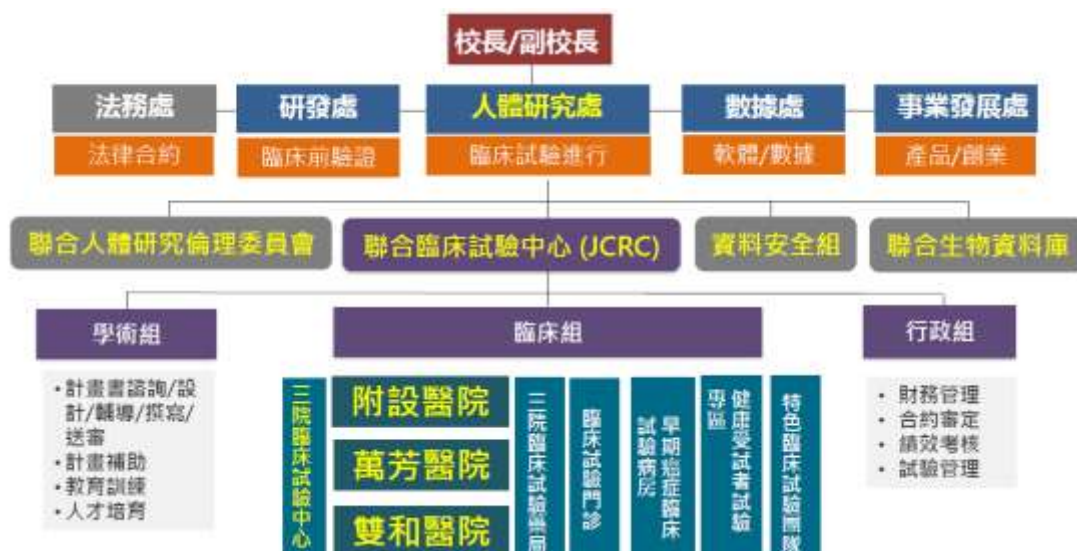 校長/副校長
法務處
研發處
人體研究處
數據處
事業發展處
法律合約
臨床前驗証
臨床試驗進行
軟體/數據
產品/創業
聯合人體研究倫理委員會
聯合臨床試驗中心 (JCRC)
資料安全組
聯合生物資料庫
學術組
臨床組
行政組
• 計畫書諮詢/設
計/輔導/撰寫/
送審
• 計畫補助
• 教育訓練
• 人才培育
三院臨床試驗中心
附設醫院
萬芳醫院
雙和醫院
三院臨床試驗藥局
臨床試驗門診
早期癌症臨床
試驗病房
健康受試者試驗
專區
特色臨床試驗團隊
• 財務管理
• 合約審定
• 績效考核
• 試驗管理